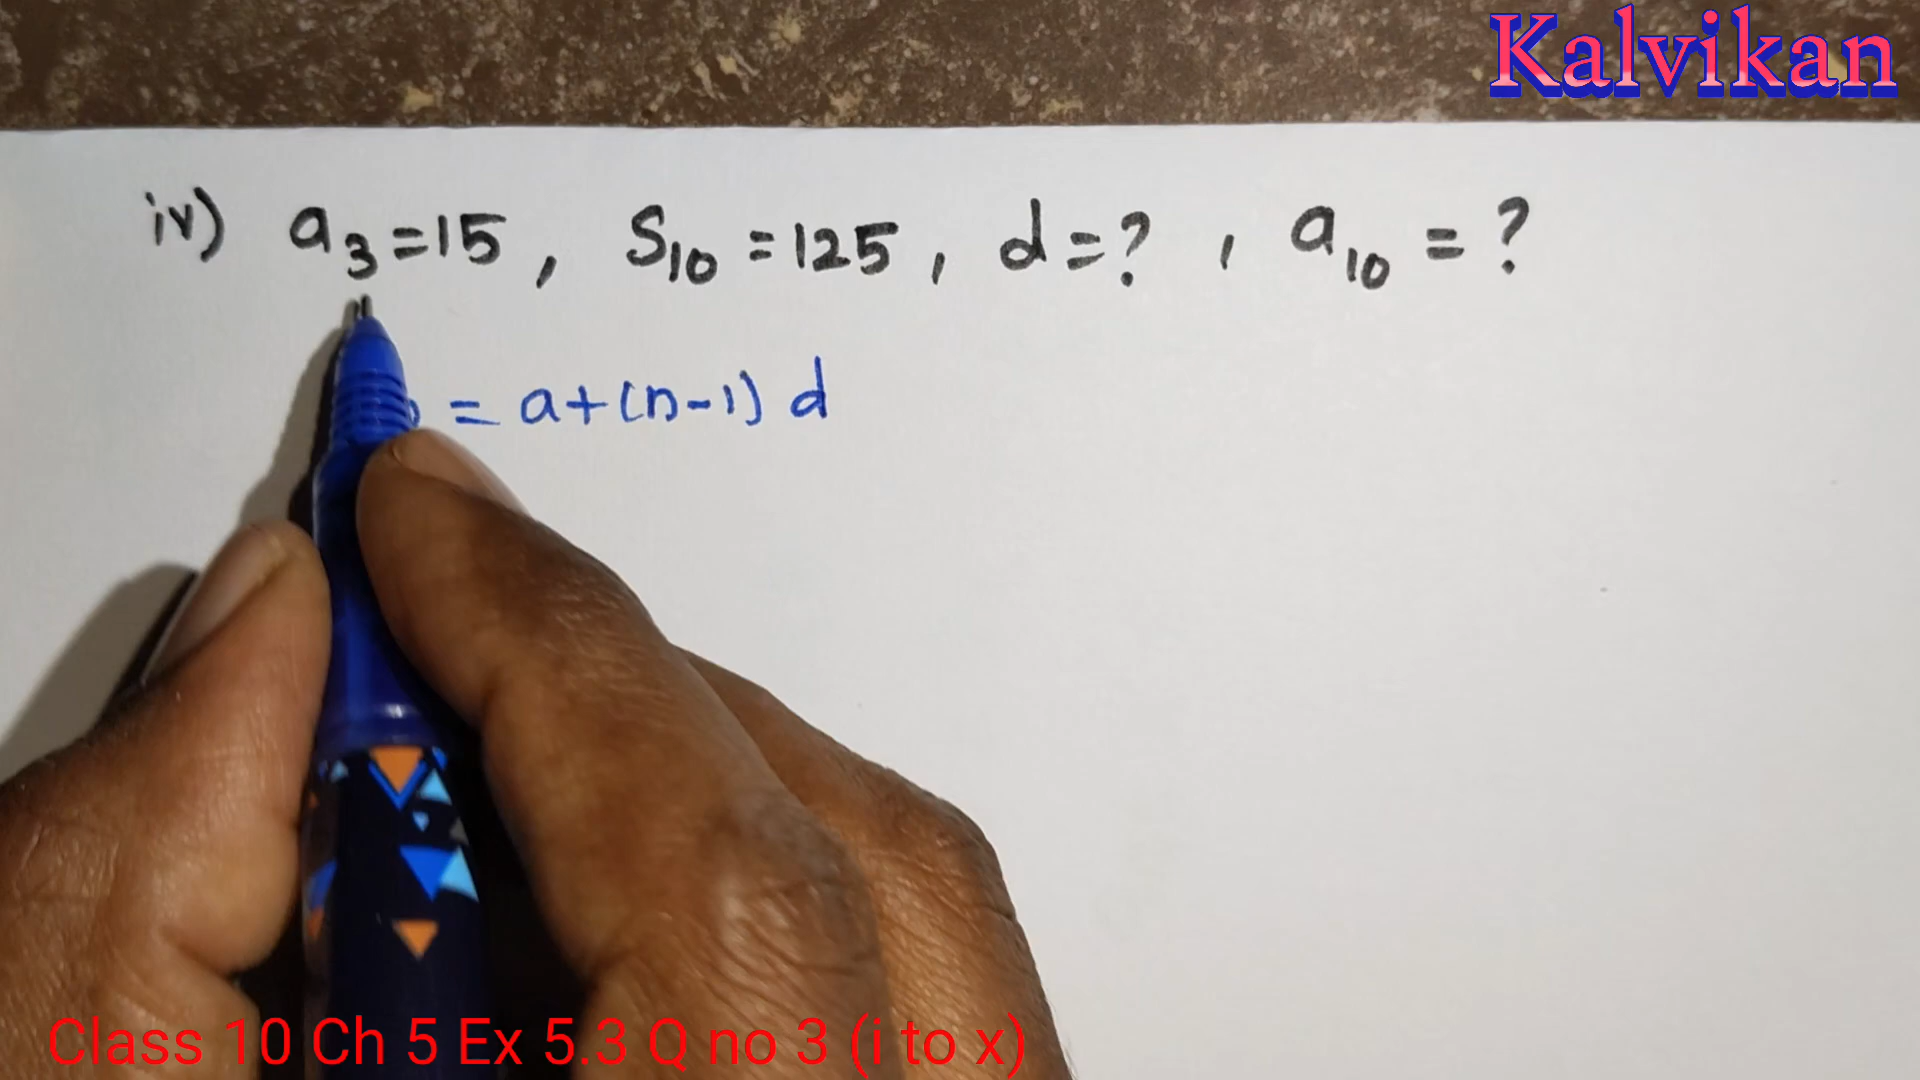 Kalvikan
iv) a₃=15, S₁₀=125, d=?, a₁₀=?
= a+(n-1) d
Class 10 Ch 5 Ex 5.3 Q no 3 (i to x)